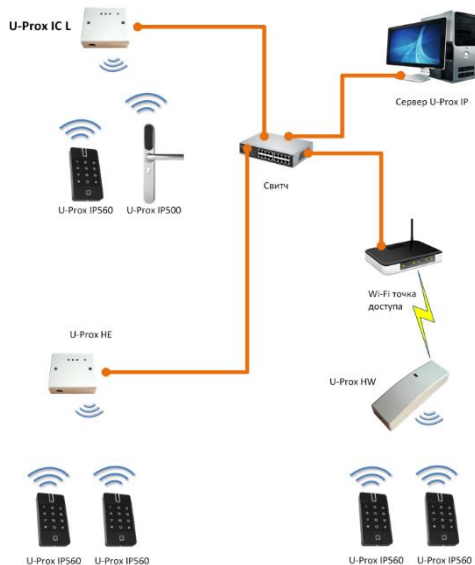 U-Prox IC L
Сервер U-Prox IP
U-Prox IP560
U-Prox IP500
Свитч
Wi-Fi точка
доступа
U-Prox HE
U-Prox HW
U-Prox IP560
U-Prox IP560
U-Prox IP560
U-Prox IP560